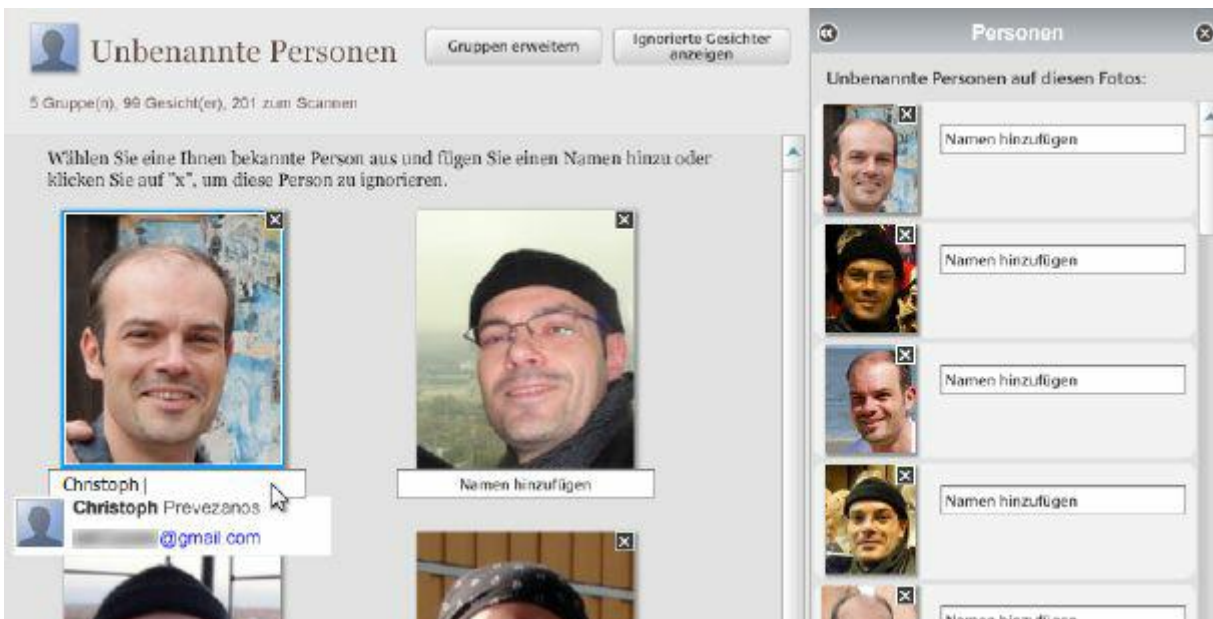 Unbenannte Personen
Gruppen erweitern
Ignorierte Gesichter
anzeigen
5 Gruppe(n), 99 Gesicht(er), 201 zum Scannen
Wählen Sie eine Ihnen bekannte Person aus und fügen Sie einen Namen hinzu oder
klicken Sie auf "x", um diese Person zu ignorieren.
Christoph
Christoph Prevezanos
@gmail.com
Namen hinzufügen
Personen
Unbenannte Personen auf diesen Fotos:
Namen hinzufügen
Namen hinzufügen
Namen hinzufügen
Namen hinzufügen
Namen hinzufügen